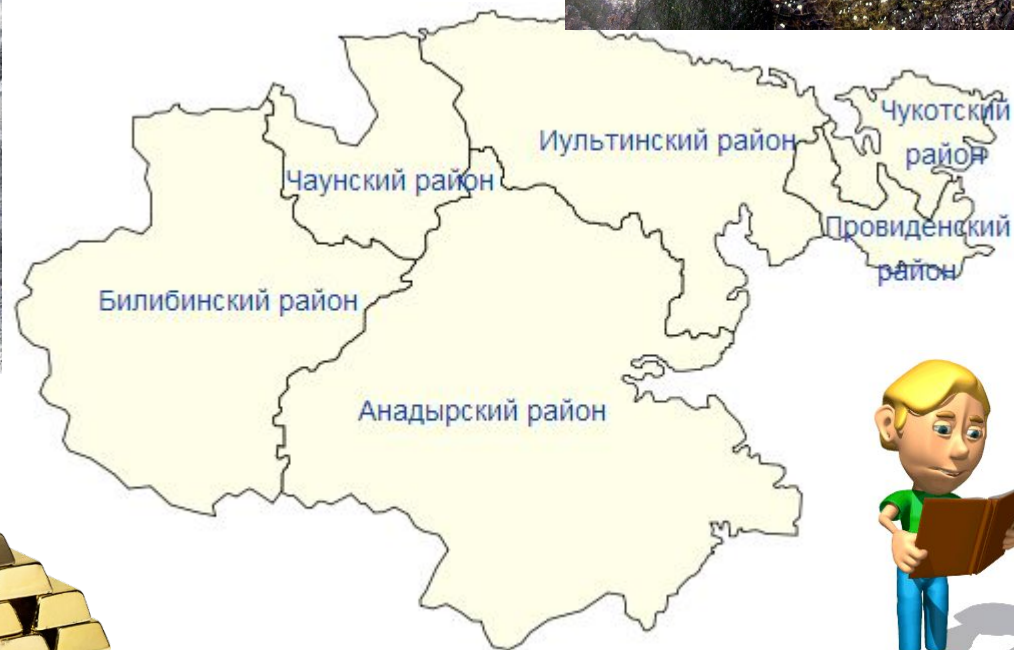 Чукотский
район
Иультинский район
Чаунский район
Провиденский
район
Билибинский район
Анадырский район